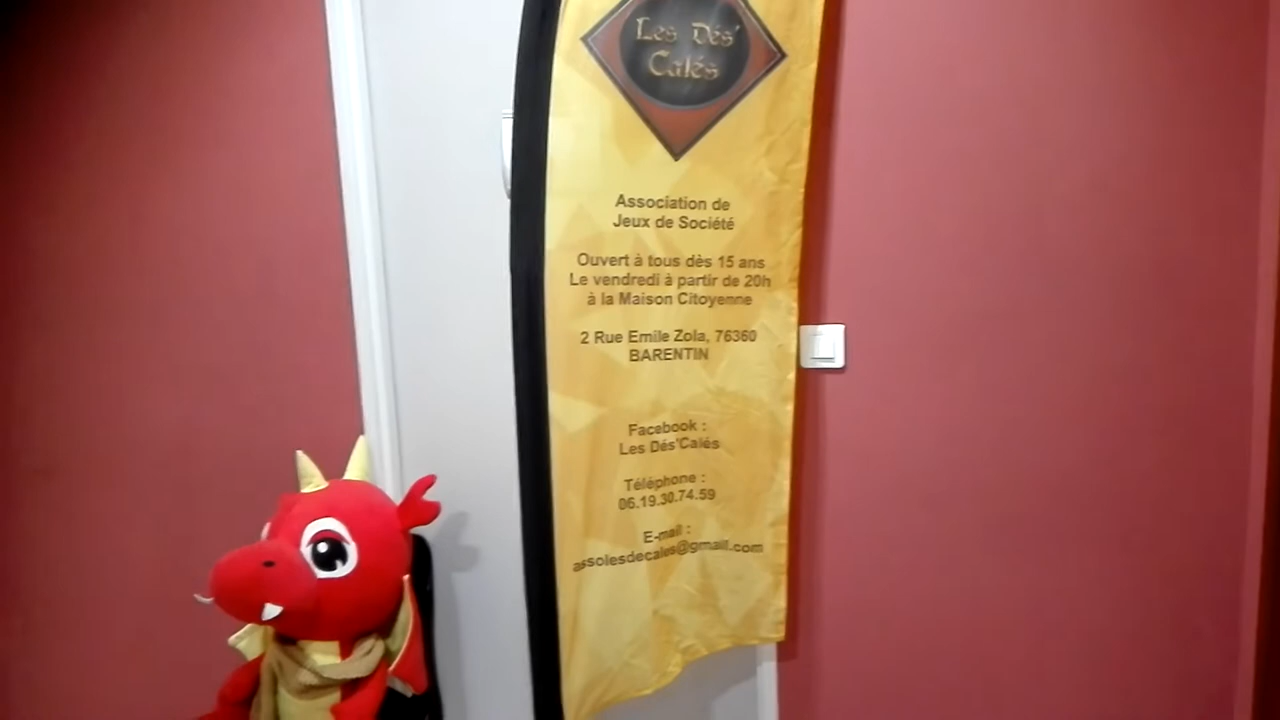 Les Dés'
Calés
Association de
Jeux de Société
Ouvert à tous dès 15 ans
Le vendredi à partir de 20h
à la Maison Citoyenne
2 Rue Emile Zola, 76360
BARENTIN
Facebook :
Les Dés'Calés
Téléphone :
06.19.30.74.59
E-mail :
assolesdecales@gmail.com